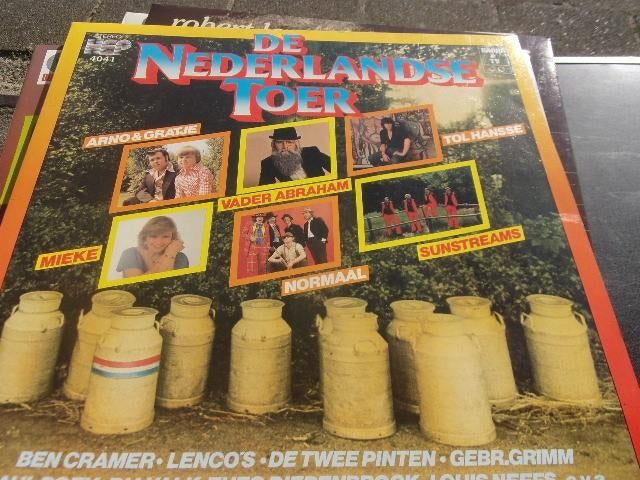 STEREO
4041
DE
NEDERLANDSE
TOER
ARNO & GRATJE
TOL HANSSE
VADER ABRAHAM
MIEKE
SUNSTREAMS
NORMAAL
BEN CRAMER • LENCO'S • DE TWEE PINTEN • GEBR. GRIMM